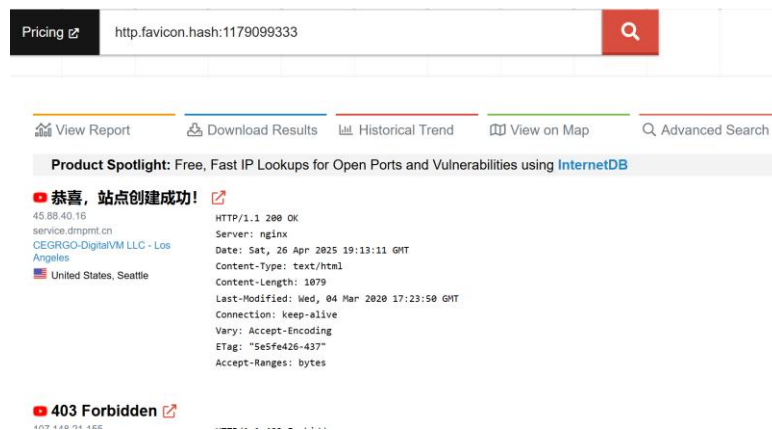 Pricing
http.favicon.hash:1179099333
View Report Download Results Historical Trend View on Map Advanced Search
Product Spotlight: Free, Fast IP Lookups for Open Ports and Vulnerabilities using InternetDB
恭喜，站点创建成功！
45.88.40.16
service.dmpmt.cn
CEGRGO-DigitalVM LLC - Los
Angeles
United States, Seattle
HTTP/1.1 200 OK
Server: nginx
Date: Sat, 26 Apr 2025 19:13:11 GMT
Content-Type: text/html
Content-Length: 1079
Last-Modified: Wed, 04 Mar 2020 17:23:50 GMT
Connection: keep-alive
Vary: Accept-Encoding
ETag: "5e5fe426-437"
Accept-Ranges: bytes
403 Forbidden